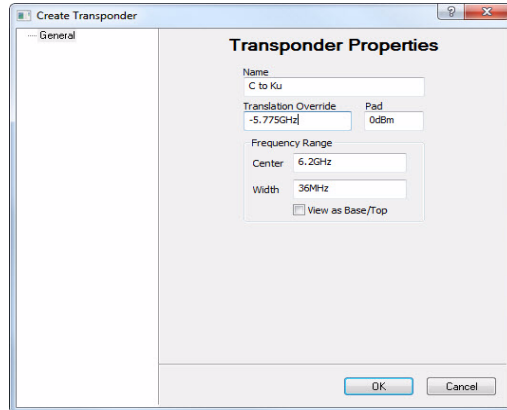 Create Transponder
General
Transponder Properties
Name
C to Ku
Translation Override Pad
-5.775GHz 0dBm
Frequency Range
Center 6.2GHz
Width 36MHz
View as Base/Top
OK Cancel